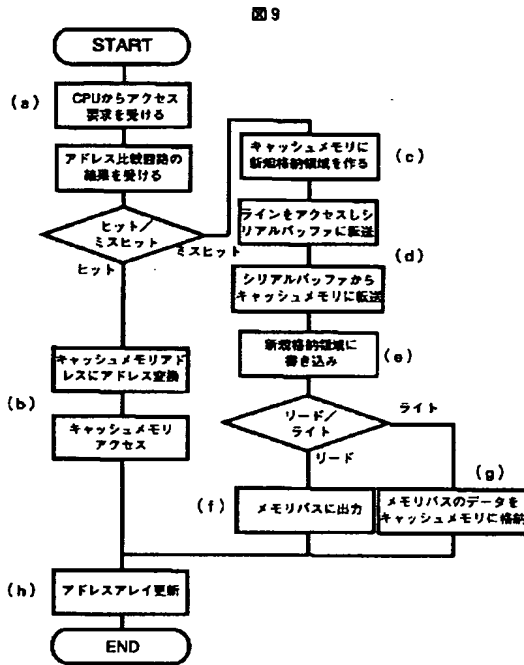 図9
START
(a)
CPUからアクセス
要求を受ける
アドレス比較回路の
結果を受ける
ヒット/
ミスヒット
ミスヒット
ヒット
キャッシュメモリアド
レスにアドレス変換
(b)
キャッシュメモリ
アクセス
キャッシュメモリに
新規格納領域を作る
(c)
ラインをアクセスしシ
リアルバッファに転送
(d)
シリアルバッファから
キャッシュメモリに転送
新規格納領域に
書き込み
(e)
リード/
ライト
ライト
リード
(f)
メモリバスに出力
(g)
メモリバスのデータを
キャッシュメモリに格納
(h)
アドレスアレイ更新
END